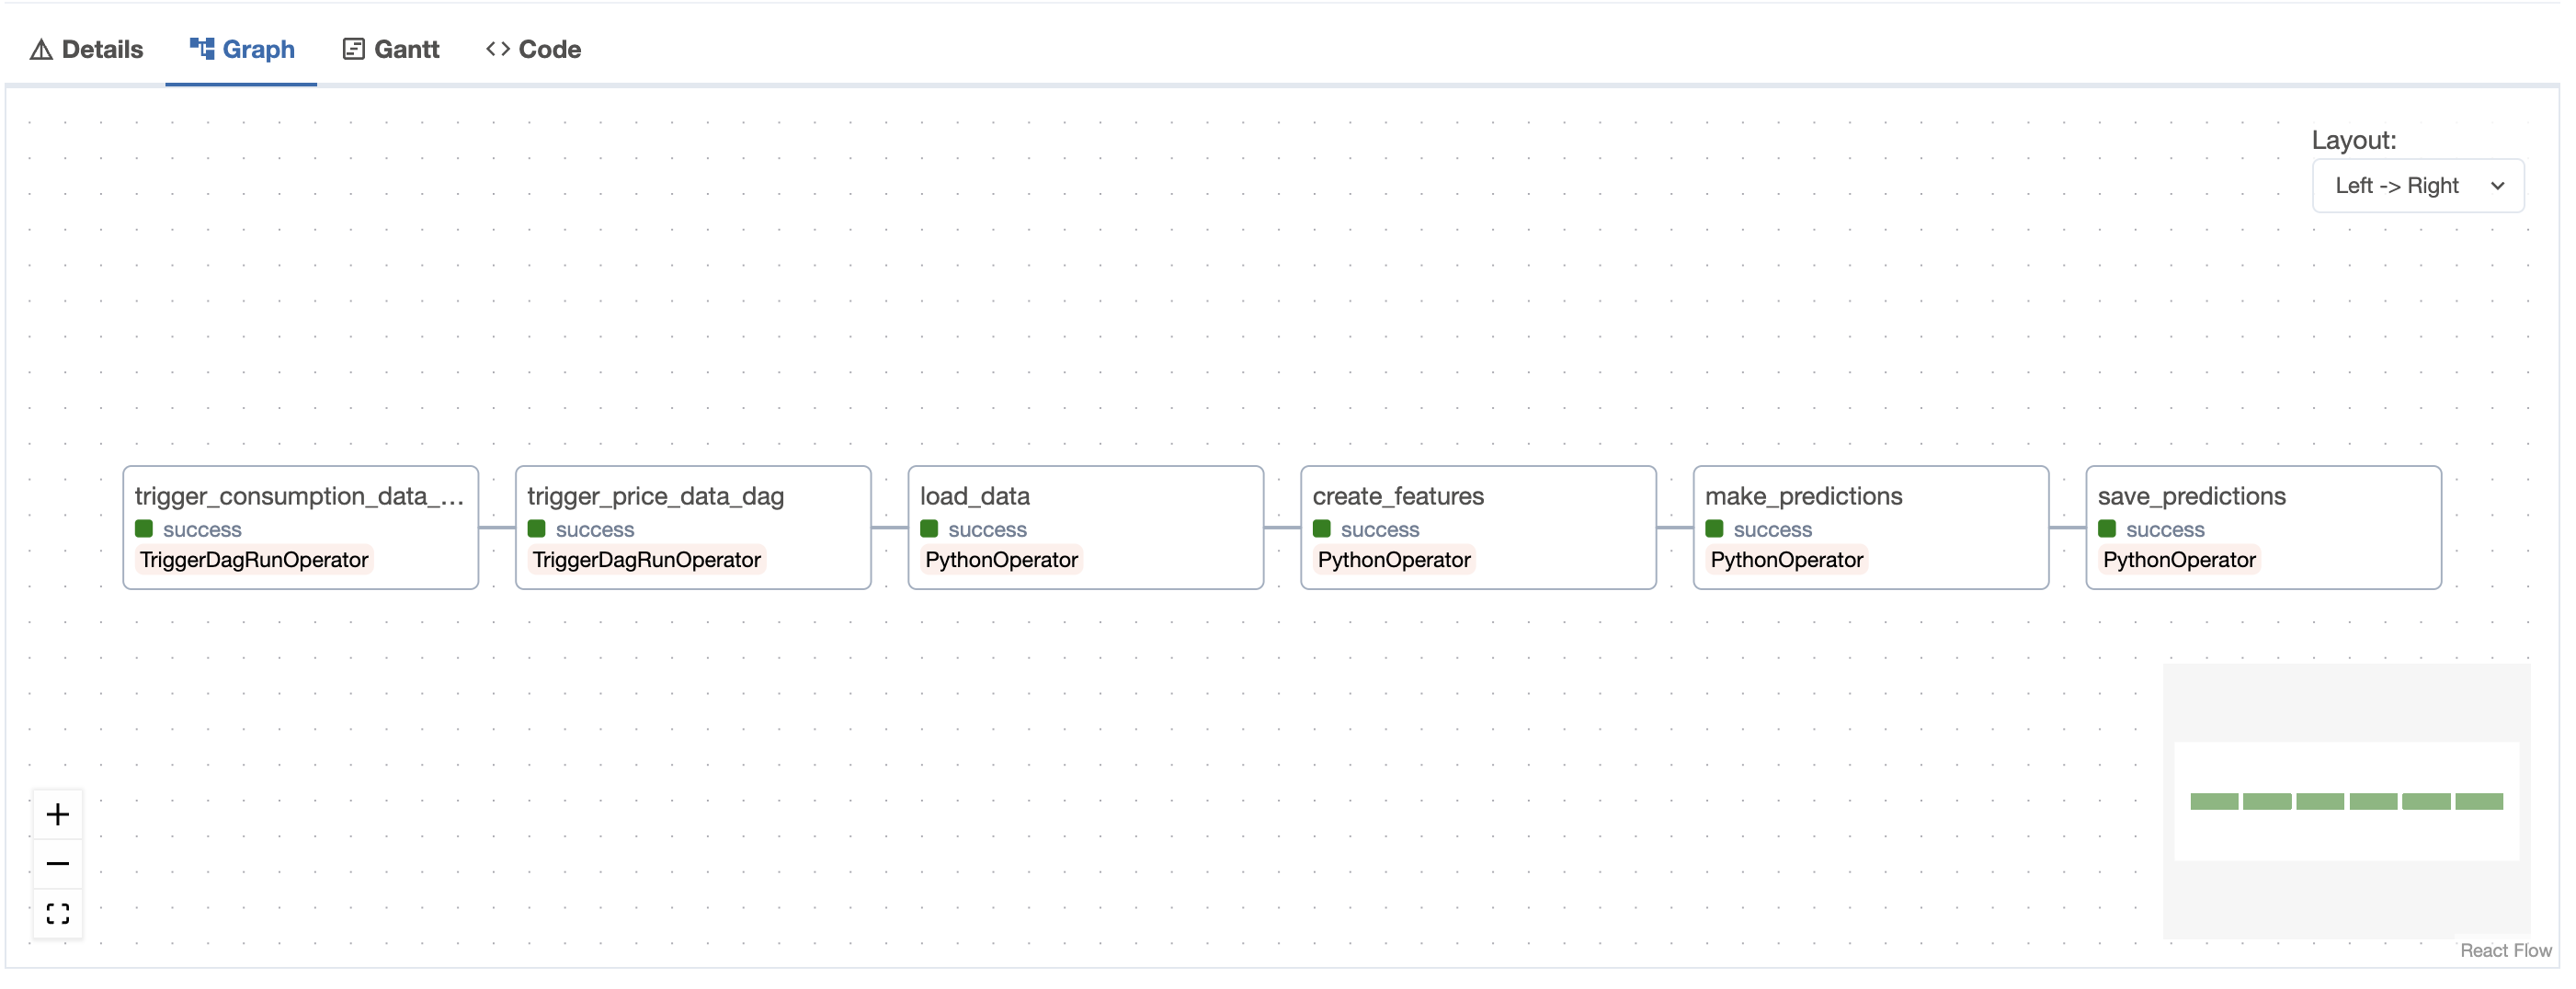 Details
Graph
Gantt
Code
Layout:
Left -> Right
trigger_consumption_data_...
success
TriggerDagRunOperator
trigger_price_data_dag
success
TriggerDagRunOperator
load_data
success
PythonOperator
create_features
success
PythonOperator
make_predictions
success
PythonOperator
save_predictions
success
PythonOperator
React Flow